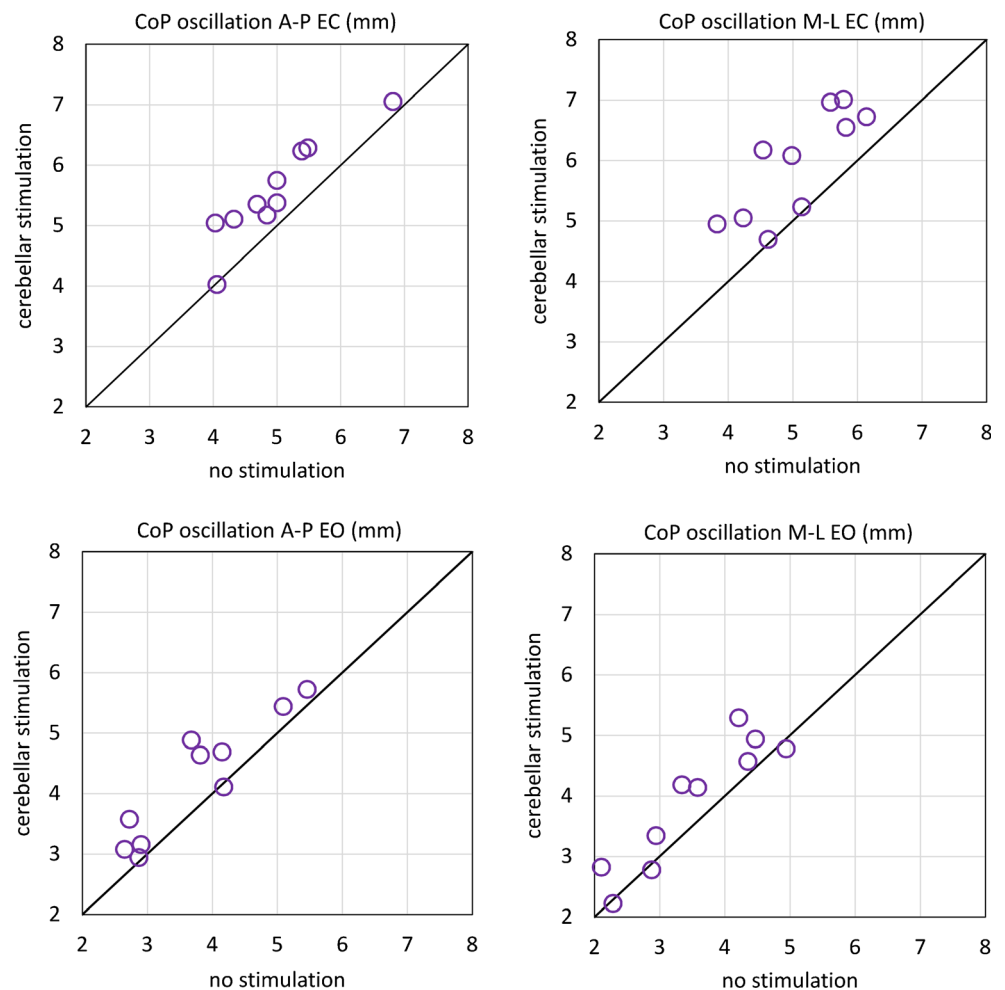 CoP oscillation A-P EC (mm)
8
7
6
5
4
3
2
cerebellar stimulation
2 3 4 5 6 7 8
no stimulation
CoP oscillation M-L EC (mm)
8
7
6
5
4
3
2
cerebellar stimulation
2 3 4 5 6 7 8
no stimulation
CoP oscillation A-P EO (mm)
8
7
6
5
4
3
2
cerebellar stimulation
2 3 4 5 6 7 8
no stimulation
CoP oscillation M-L EO (mm)
8
7
6
5
4
3
2
cerebellar stimulation
2 3 4 5 6 7 8
no stimulation